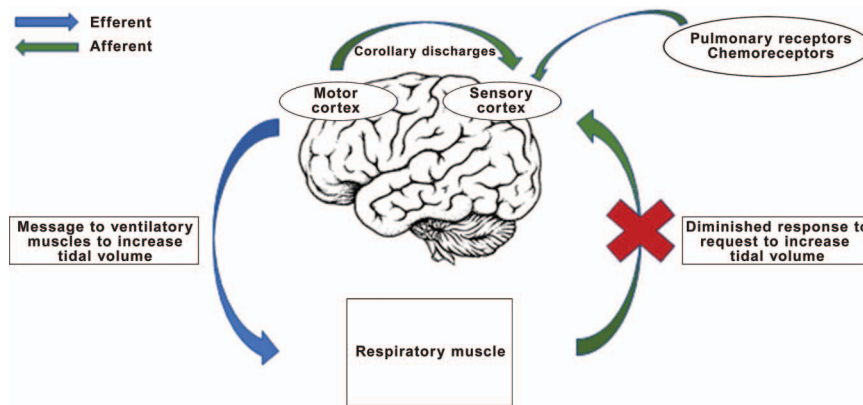 Efferent
Afferent
Corollary discharges
Pulmonary receptors
Chemoreceptors
Motor
cortex
Sensory
cortex
Message to ventilatory
muscles to increase
tidal volume
Diminished response to
request to increase
tidal volume
Respiratory muscle